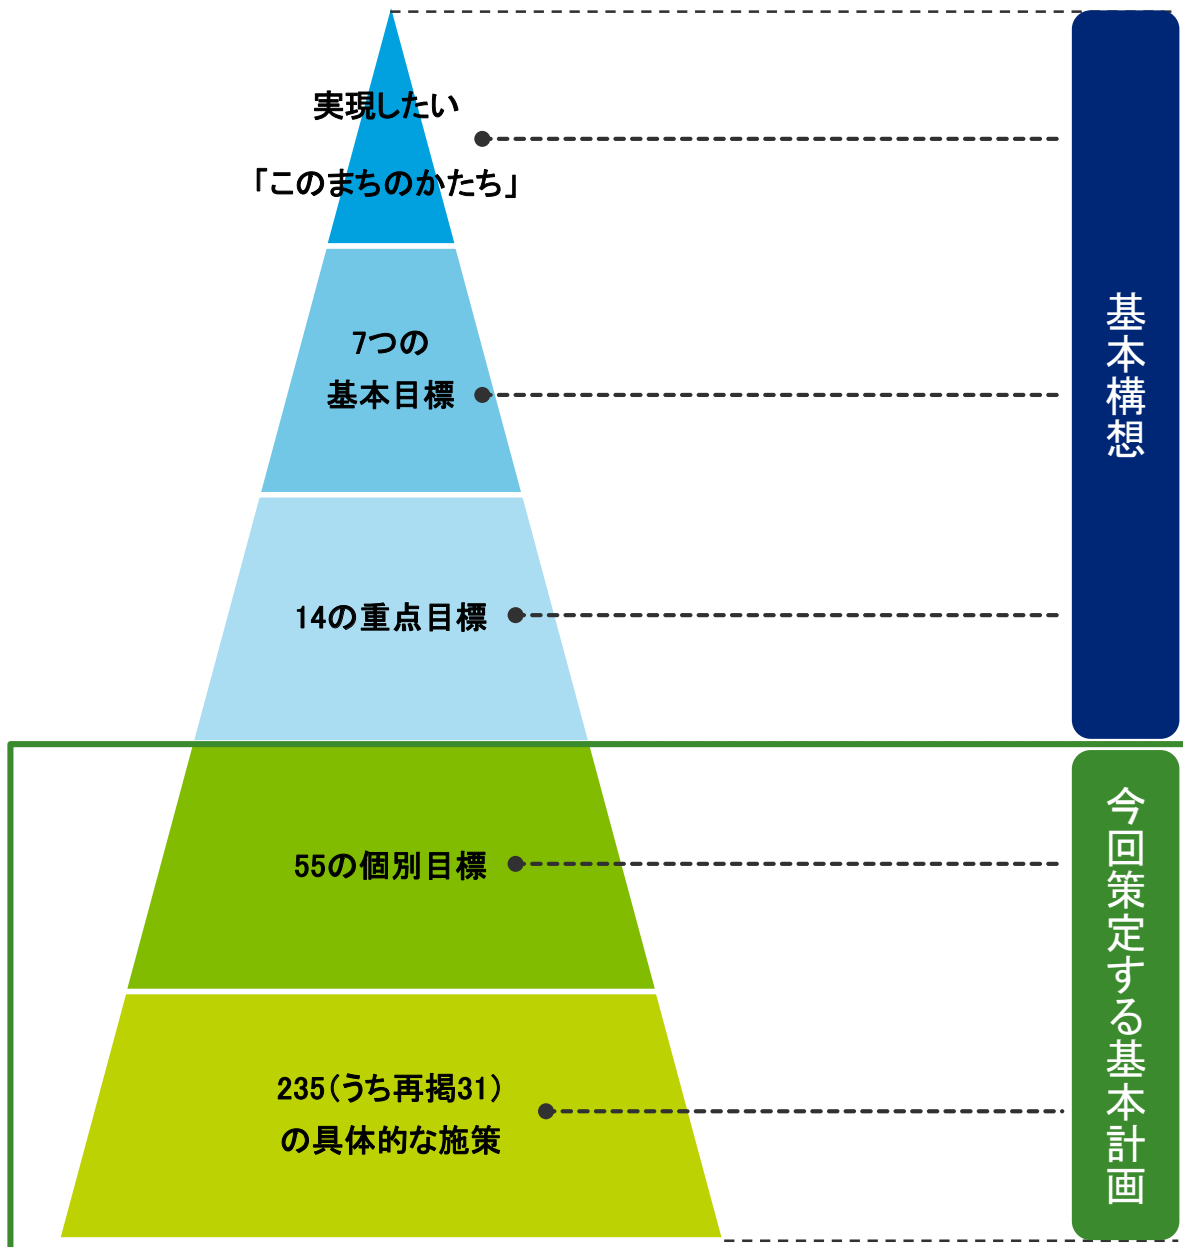 実現したい
「このまちのかたち」
7つの
基本目標
14の重点目標
55の個別目標
235（うち再掲31）
の具体的な施策
基本構想
今回策定する基本計画